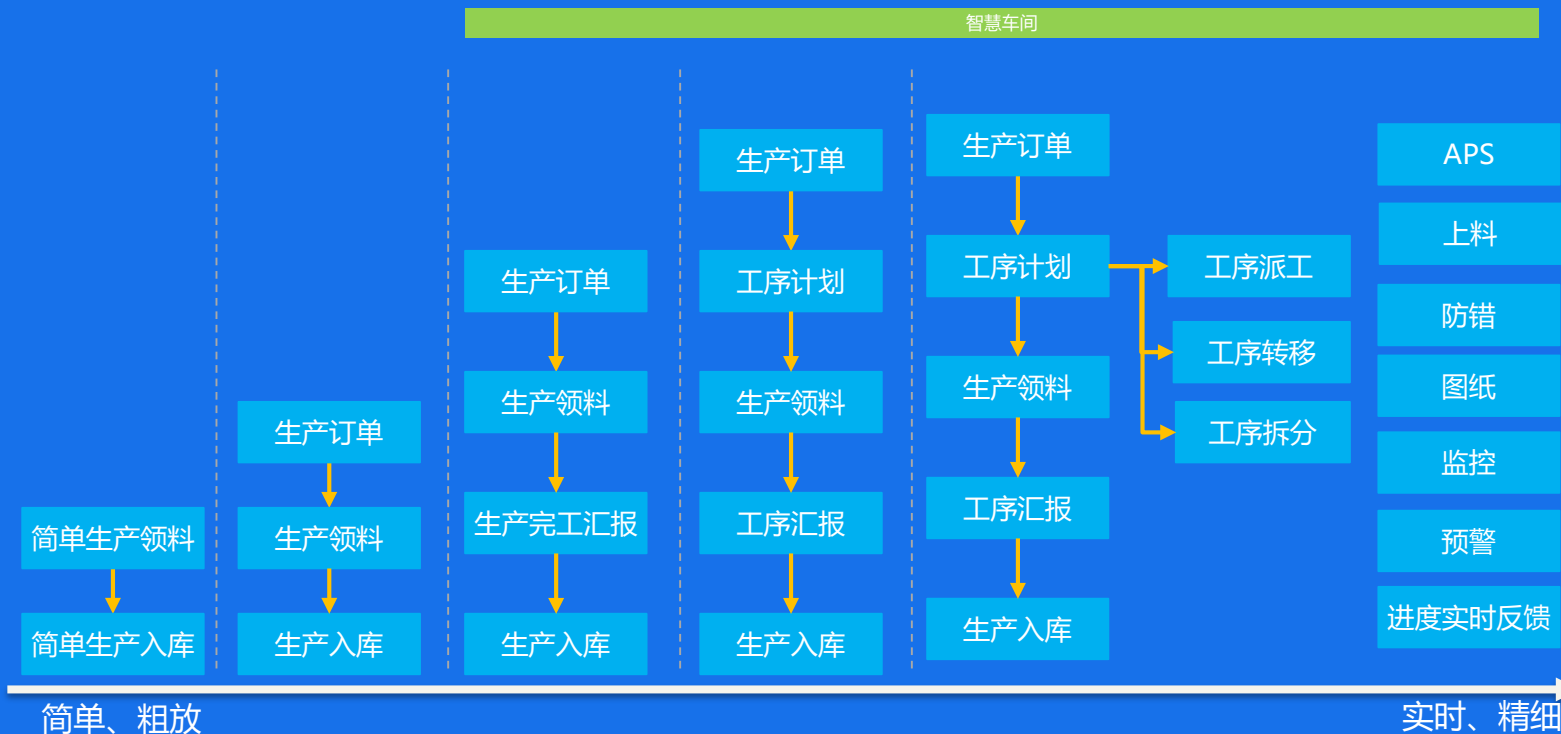 智慧车间
简单生产领料
简单生产入库
生产订单
生产领料
生产入库
生产订单
生产领料
生产完工汇报
生产入库
生产订单
工序计划
生产领料
工序汇报
生产入库
生产订单
工序计划
生产领料
工序汇报
生产入库
工序派工
工序转移
工序拆分
APS
上料
防错
图纸
监控
预警
进度实时反馈
简单、粗放
实时、精细